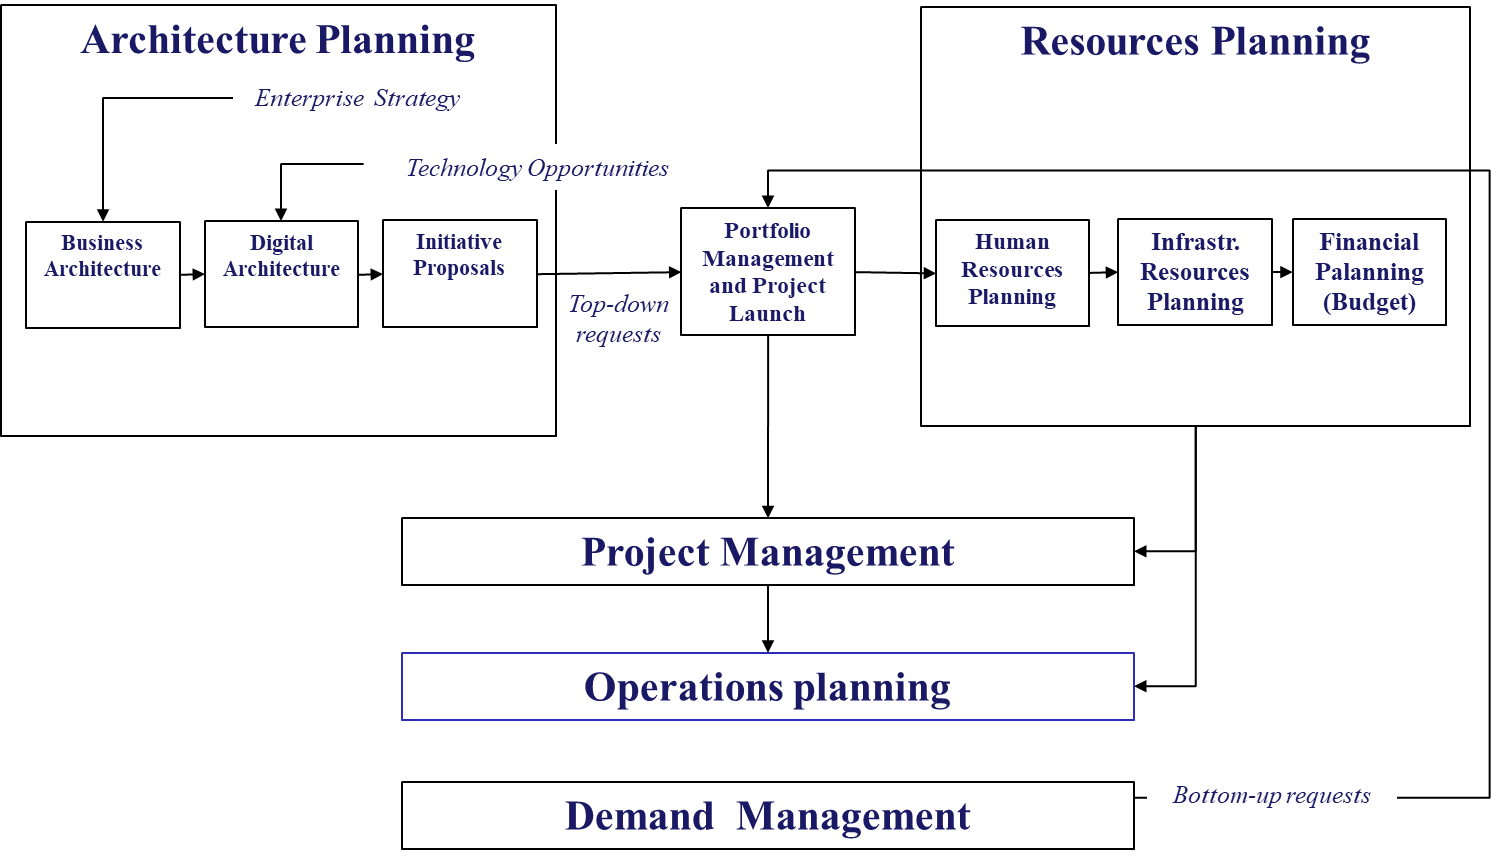 Architecture Planning
Enterprise Strategy
Technology Opportunities
Business
Architecture
Digital
Architecture
Initiative
Proposals
Top-down
requests
Portfolio
Management
and Project
Launch
Resources Planning
Human
Resources
Planning
Infrastr.
Resources
Planning
Financial
Palanning
(Budget)
Project Management
Operations planning
Demand Management
Bottom-up requests